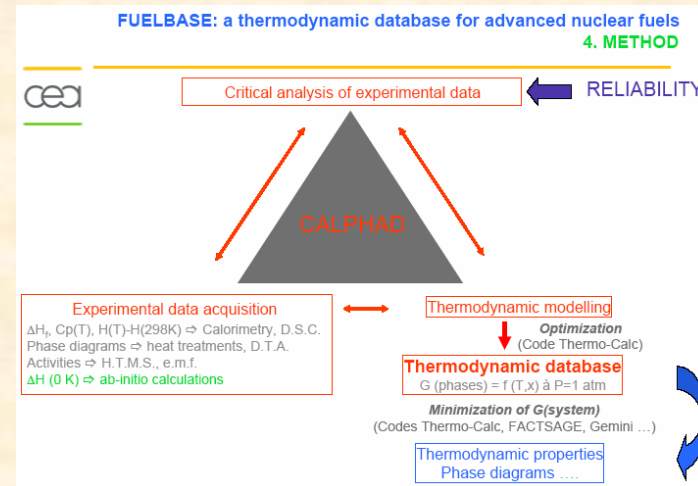 FUELBASE: a thermodynamic database for advanced nuclear fuels
4. METHOD
cea
Critical analysis of experimental data
RELIABILITY
CALPHAD
Experimental data acquisition
ΔHf, Cp(T), H(T)-H(298K) ⇨ Calorimetry, D.S.C.
Phase diagrams ⇨ heat treatments, D.T.A.
Activities ⇨ H.T.M.S., e.m.f.
ΔH (0 K) ⇨ ab-initio calculations
Thermodynamic modelling
Optimization
(Code Thermo-Calc)
Thermodynamic database
G (phases) = f (T,x) à P=1 atm
Minimization of G(system)
(Codes Thermo-Calc, FACTSAGE, Gemini ...)
Thermodynamic properties
Phase diagrams ....